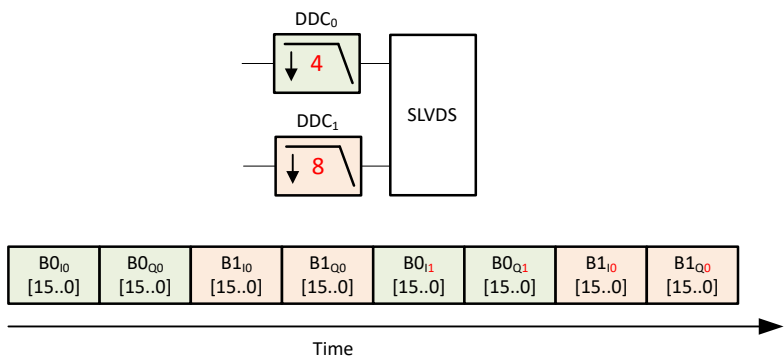 DDC₀
4
SLVDS
DDC₁
8
B0I0 B0Q0 B1I0 B1Q0 B0I1 B0Q1 B1I0 B1Q0
[15..0] [15..0] [15..0] [15..0] [15..0] [15..0] [15..0] [15..0]
Time